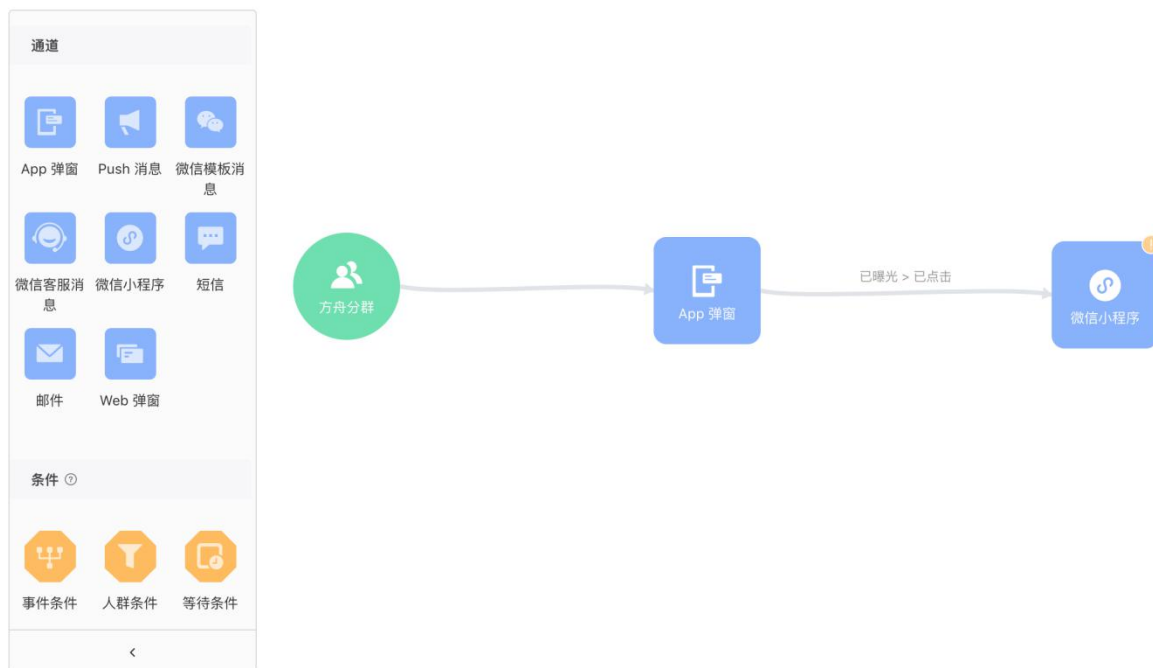 通道
App 弹窗
Push 消息
微信模板消
息
微信客服消
息
微信小程序
短信
邮件
Web 弹窗
条件
事件条件
人群条件
等待条件
方舟分群
App 弹窗
已曝光 > 已点击
微信小程序